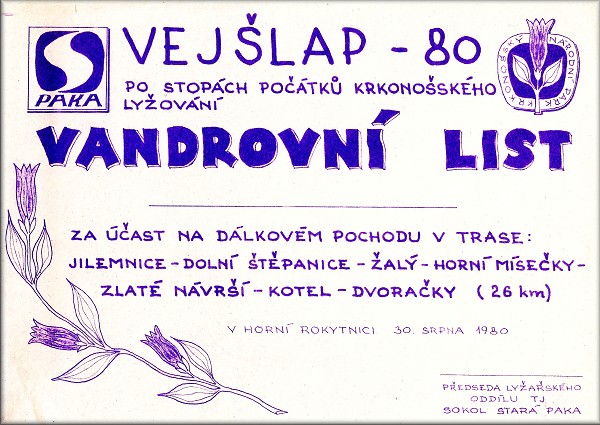 VEJŠLAP - 80
PAKA
KRKONOŠSKÝ NÁRODNÍ PARK
PO STOPÁCH POČÁTKŮ KRKONOŠSKÉHO
LYŽOVÁNÍ
VANDROVNÍ LIST
ZA ÚČAST NA DÁLKOVÉM POCHODU V TRASE:
JILEMNICE - DOLNÍ ŠTĚPANICE - ŽALÝ - HORNÍ MÍSEČKY -
ZLATÉ NÁVRŠÍ - KOTEL - DVORAČKY (26 km)
V HORNÍ ROKYTNICI 30. SRPNA 1980
PŘEDSEDA LYŽAŘSKÉHO
ODDÍLU TJ
SOKOL STARÁ PAKA